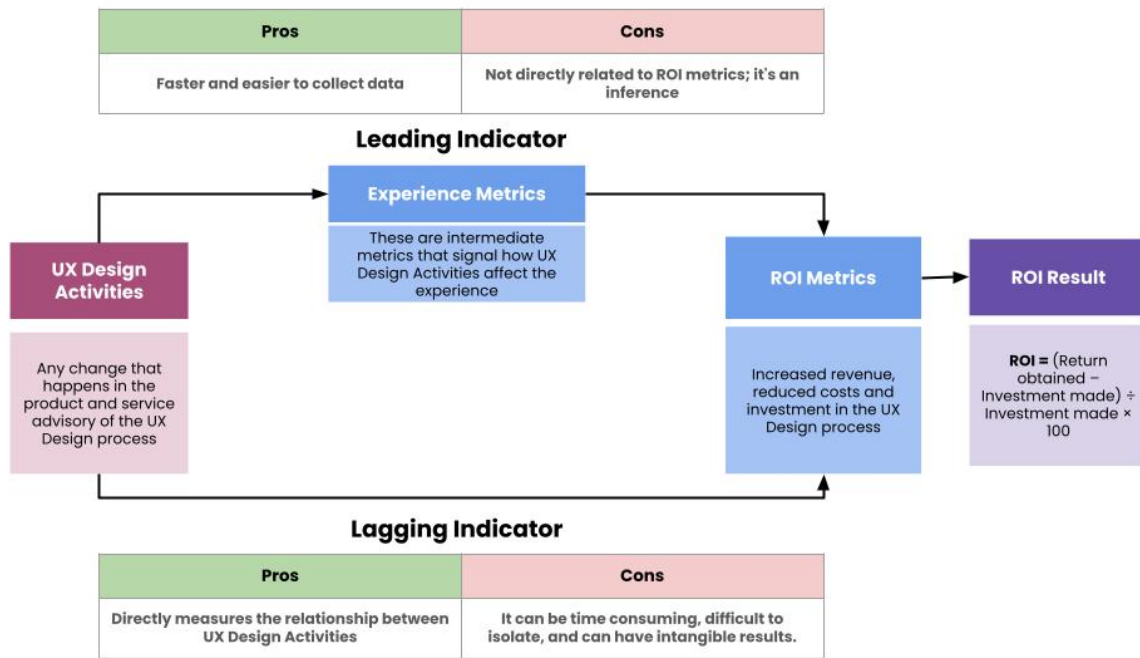 Pros
Cons
Faster and easier to collect data
Not directly related to ROI metrics; it's an
inference
Leading Indicator
Experience Metrics
These are intermediate
metrics that signal how UX
Design Activities affect the
experience
UX Design
Activities
Any change that
happens in the
product and service
advisory of the UX
Design process
ROI Metrics
Increased revenue,
reduced costs and
investment in the UX
Design process
ROI Result
ROI = (Return
obtained –
Investment made) ÷
Investment made ×
100
Lagging Indicator
Pros
Cons
Directly measures the relationship between
UX Design Activities
It can be time consuming, difficult to
isolate, and can have intangible results.